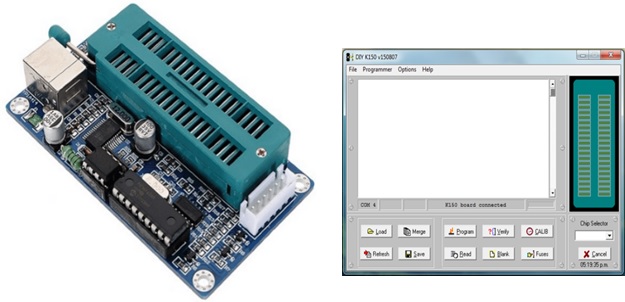 DIY K150 v150807
File Programmer Options Help
COM 4
K150 board connected
Load Merge Program Verify CALIB
Refresh Save Read Blank Fuses
Chip Selector
Cancel
05:19:35 p.m.